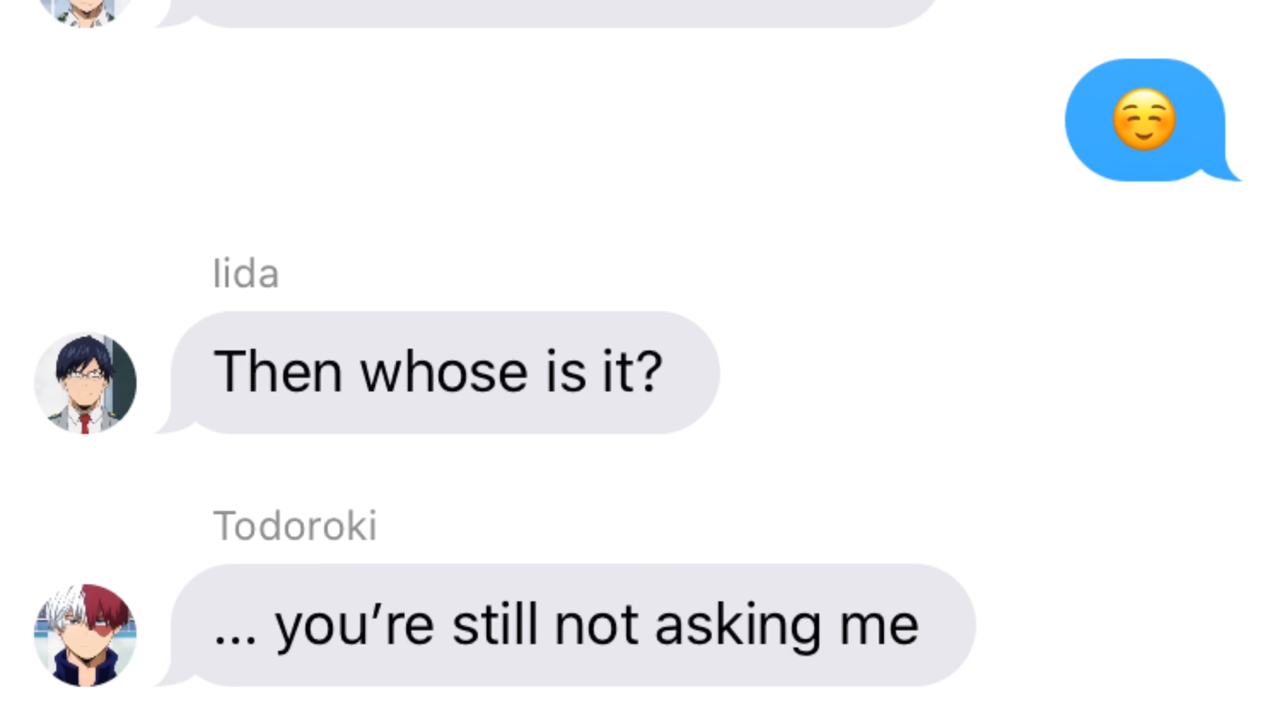 ☺️
Iida
Then whose is it?
Todoroki
... you’re still not asking me